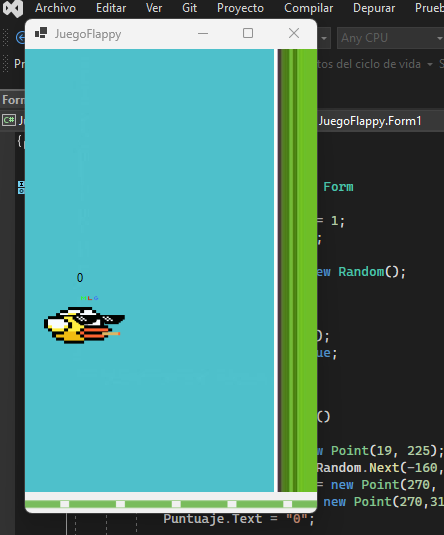 Archivo Editar Ver Git Proyecto Compilar Depurar
JuegoFlappy
Any CPU
tos del ciclo de vida
Form
JuegoFlappy.Form1
C#
Form
= 1;
Random();
ue;
Point(19, 225);
Random.Next(-160,
= new Point(270,
new Point(270,31
0
Puntuaje.Text = "0";